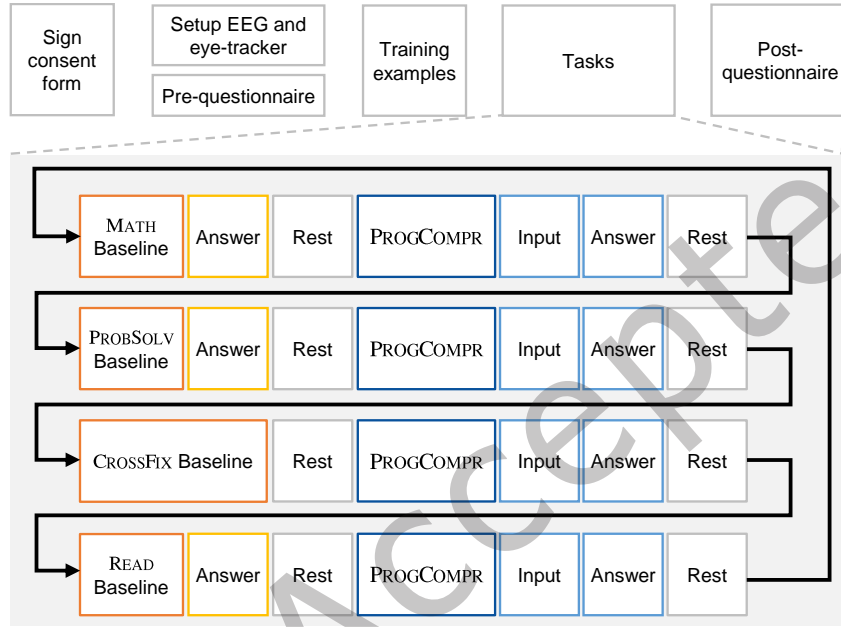 Sign
consent
form
Setup EEG and
eye-tracker
Pre-questionnaire
Training
examples
Tasks
Post-
questionnaire
MATH
Baseline
Answer
Rest
PROGCOMPR
Input
Answer
Rest
PROBSOLV
Baseline
Answer
Rest
PROGCOMPR
Input
Answer
Rest
CROSSFIX Baseline
Rest
PROGCOMPR
Input
Answer
Rest
READ
Baseline
Answer
Rest
PROGCOMPR
Input
Answer
Rest
Accepte